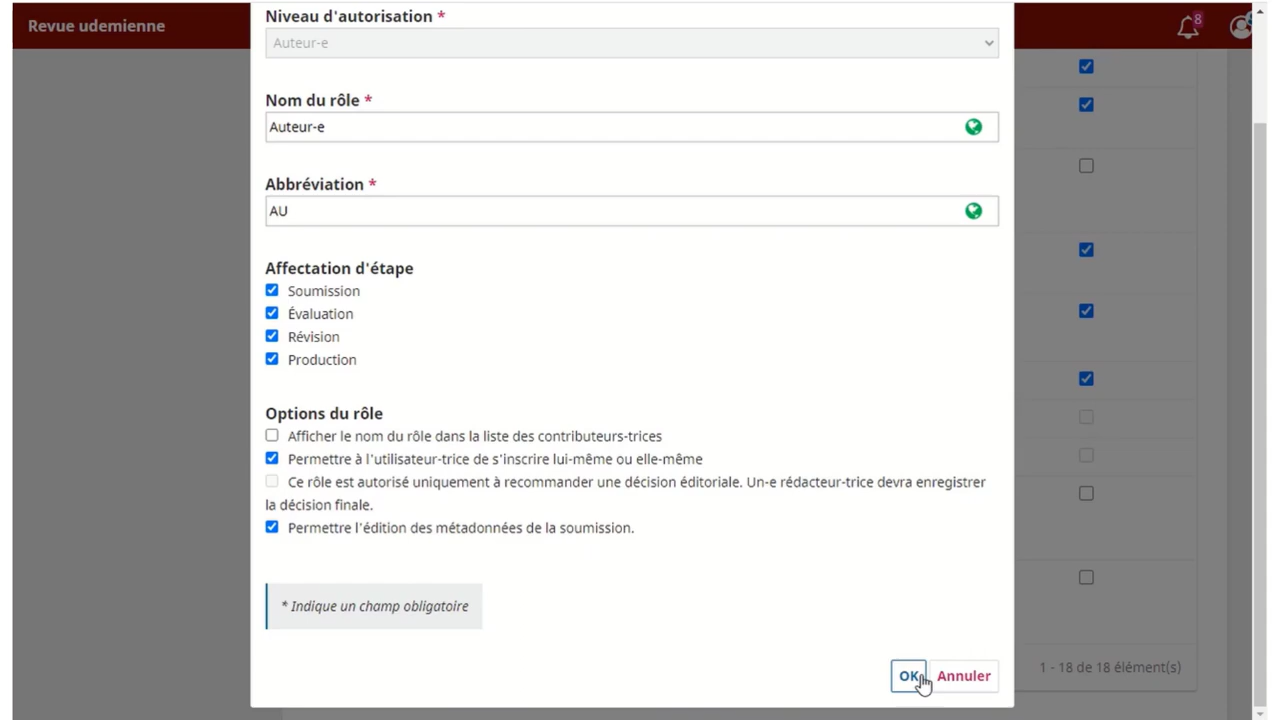 Revue udemienne
8
Niveau d'autorisation *
Auteur-e
Nom du rôle *
Auteur-e
Abbréviation *
AU
Affectation d'étape
Soumission
Évaluation
Révision
Production
Options du rôle
Afficher le nom du rôle dans la liste des contributeurs-trices
Permettre à l'utilisateur-trice de s'inscrire lui-même ou elle-même
Ce rôle est autorisé uniquement à recommander une décision éditoriale. Un-e rédacteur-trice devra enregistrer
la décision finale.
Permettre l'édition des métadonnées de la soumission.
* Indique un champ obligatoire
OK Annuler
1 - 18 de 18 élément(s)